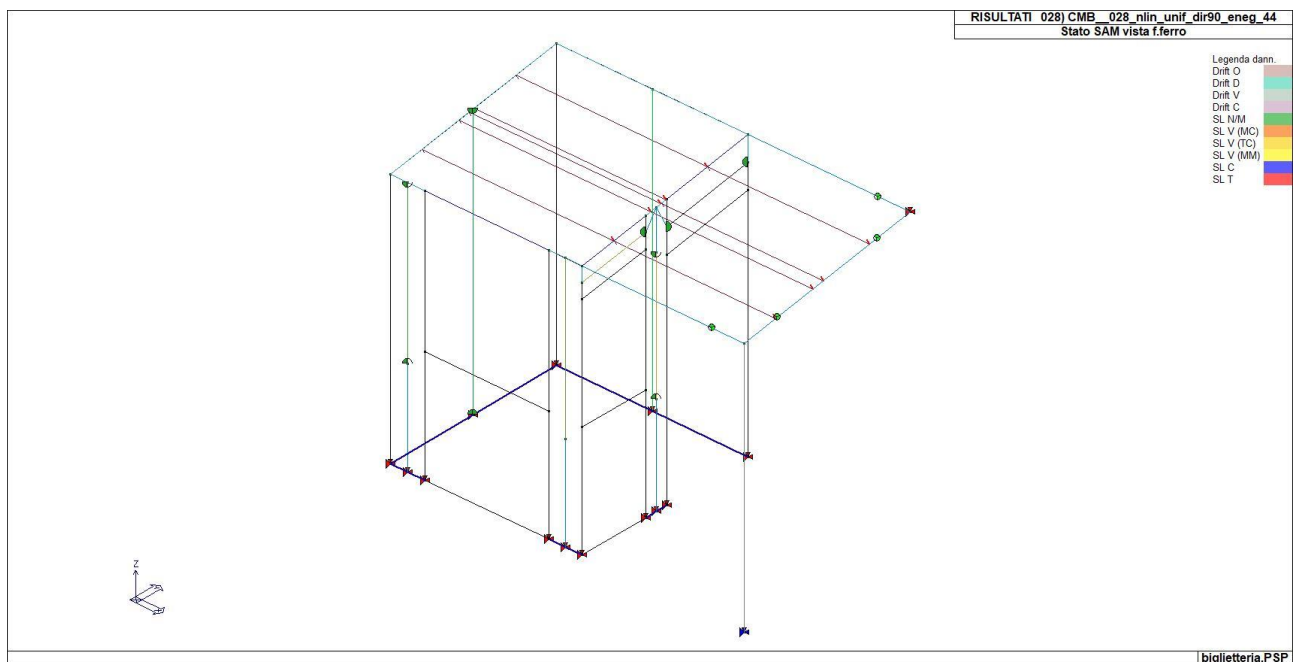 RISULTATI 028) CMB__028_nlin_unif_dir90_eneg_44
Stato SAM vista f.ferro
Legenda dann.
Drift O
Drift D
Drift V
Drift C
SL N/M
SL V (MC)
SL V (TC)
SL V (MM)
SL C
SL T
Z
biglietteria.PSP